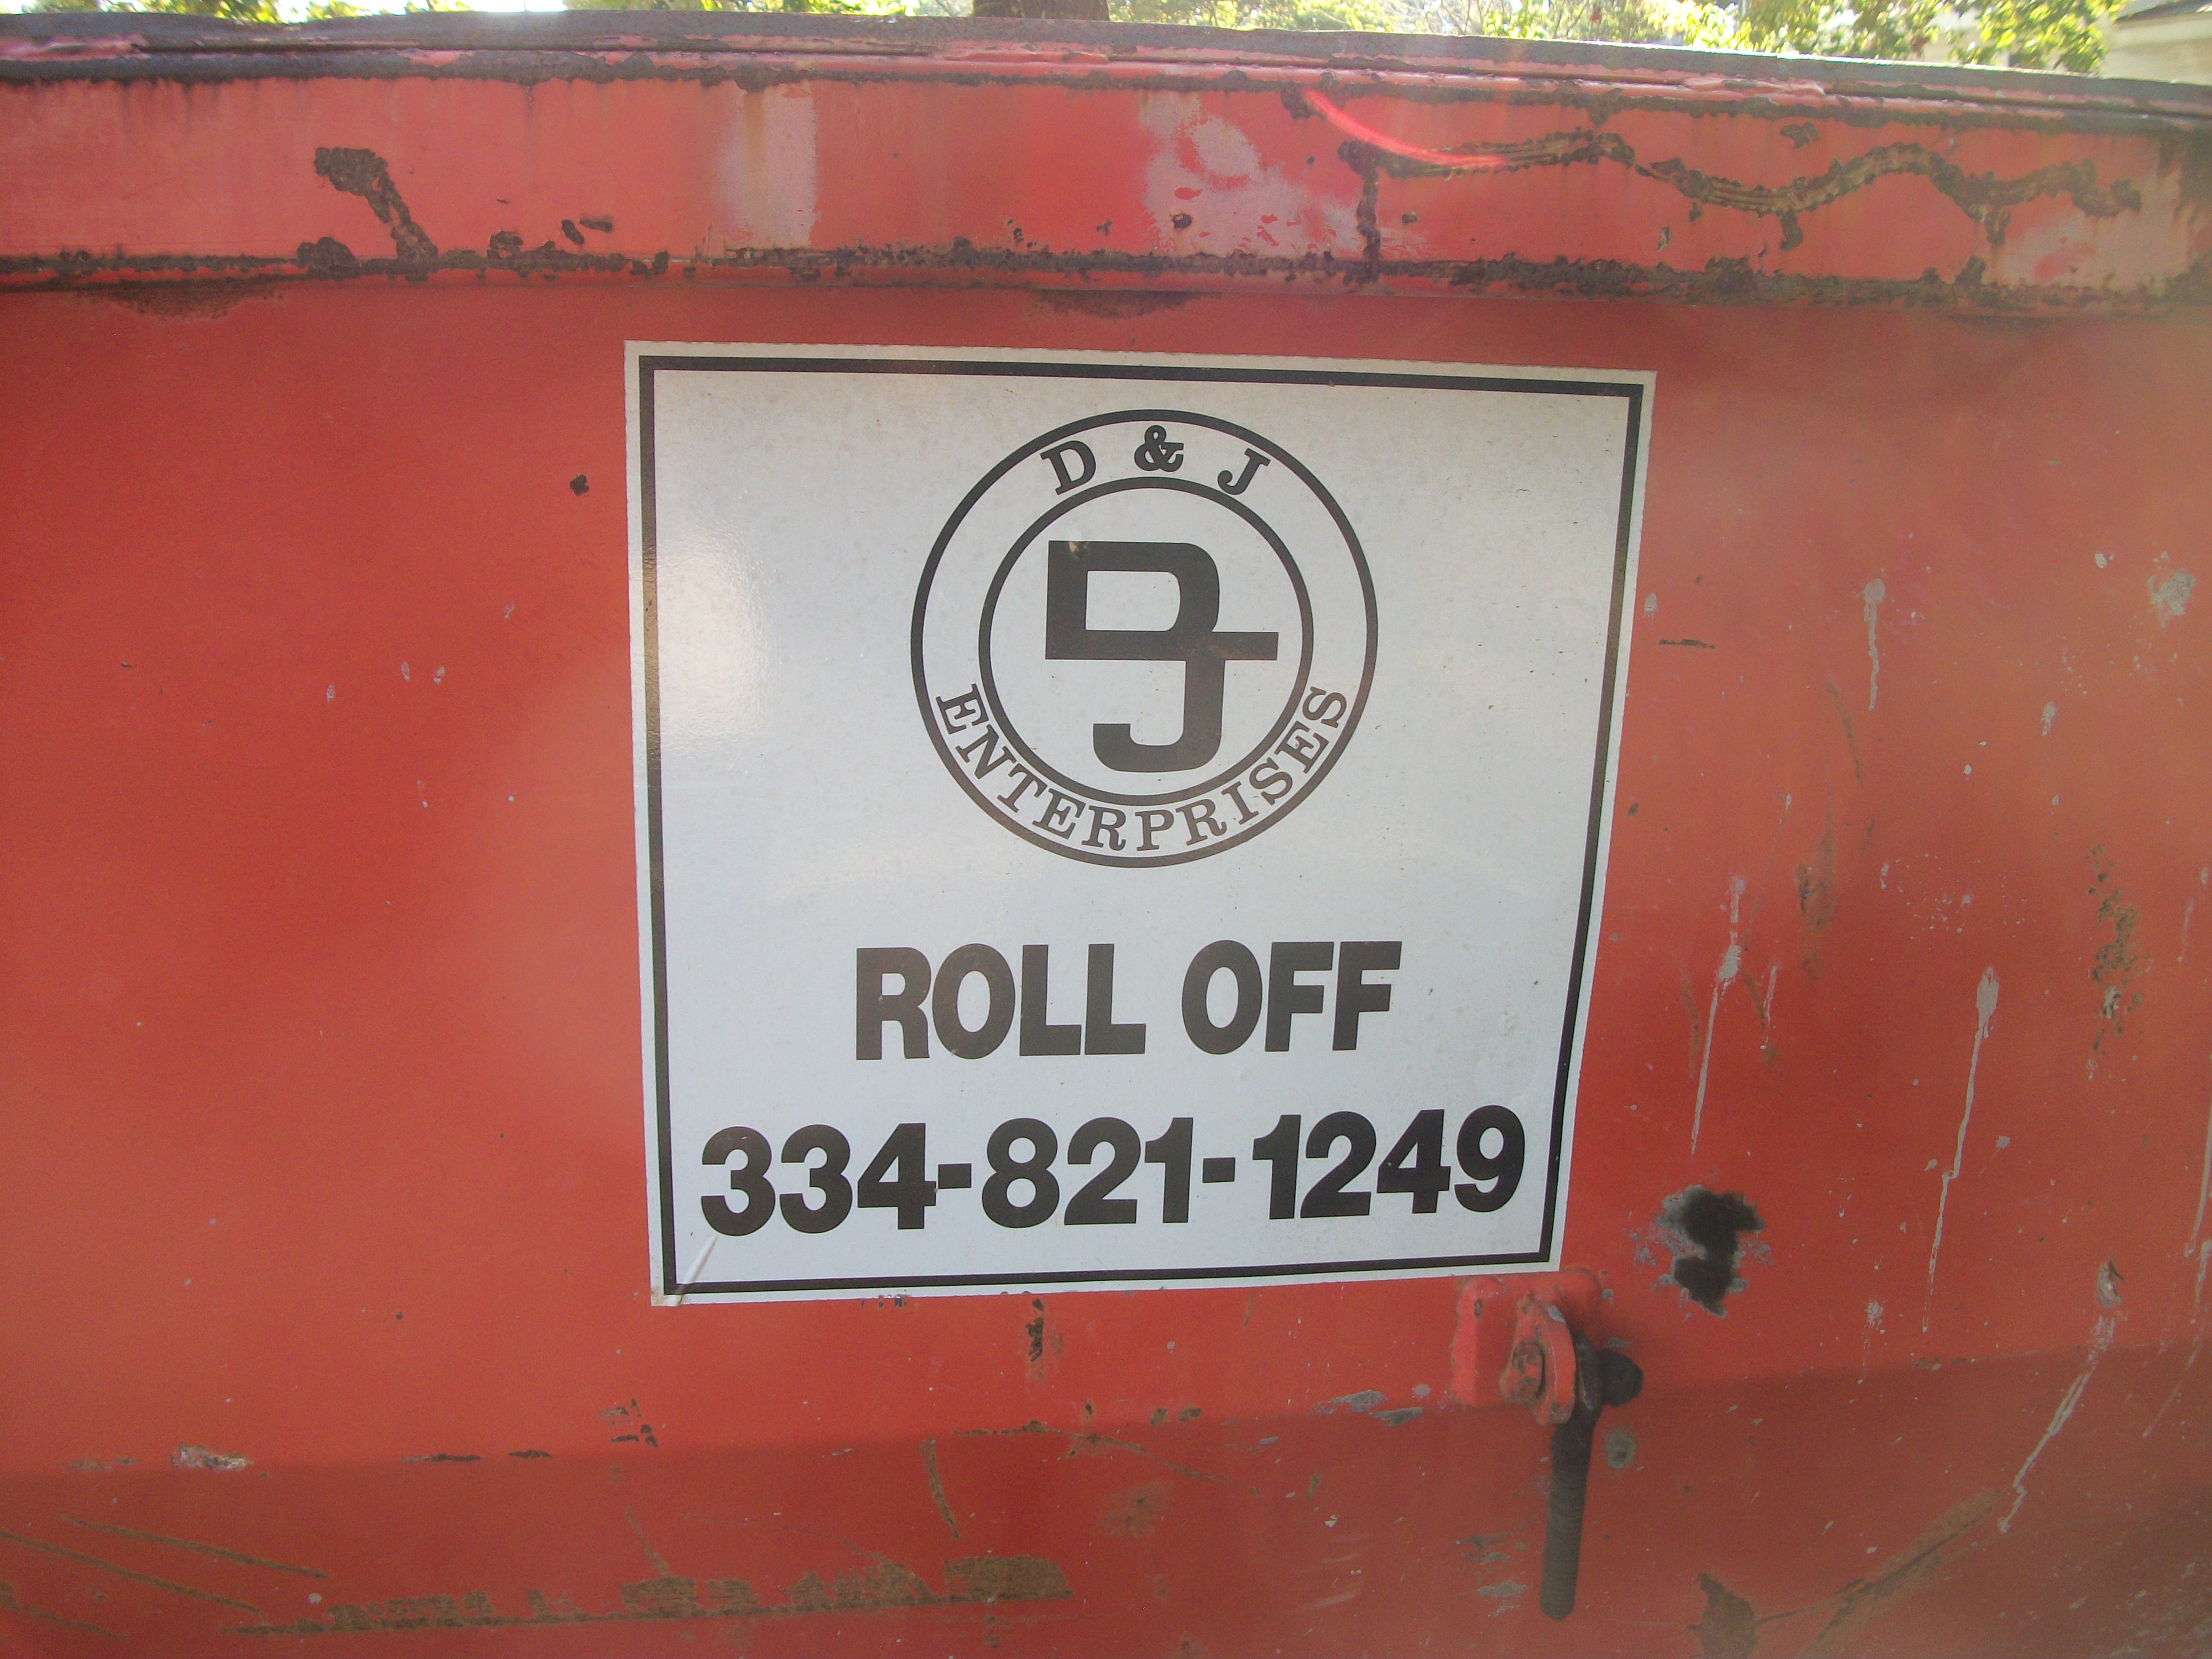 D & J
DJ
ENTERPRISES
ROLL OFF
334-821-1249